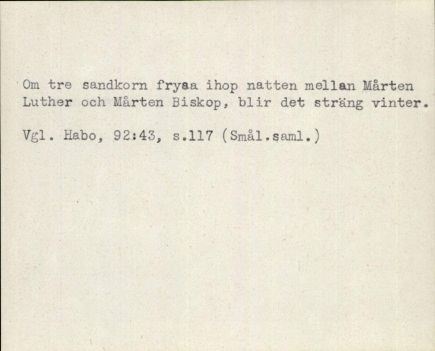 Om tre sandkorn frysa ihop natten mellan Mårten
Luther och Mårten Biskop, blir det sträng vinter.
Vgl. Habo, 92:43, s.117 (Smål.saml.)